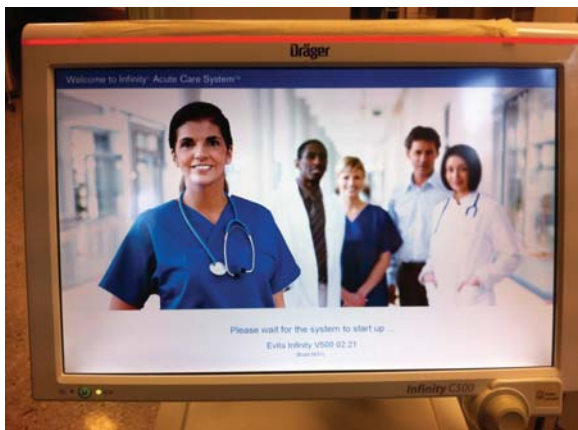 Dräger
Welcome to Infinity® Acute Care System™
Please wait for the system to start up ...
Evita Infinity V500 02.21
Infinity C500